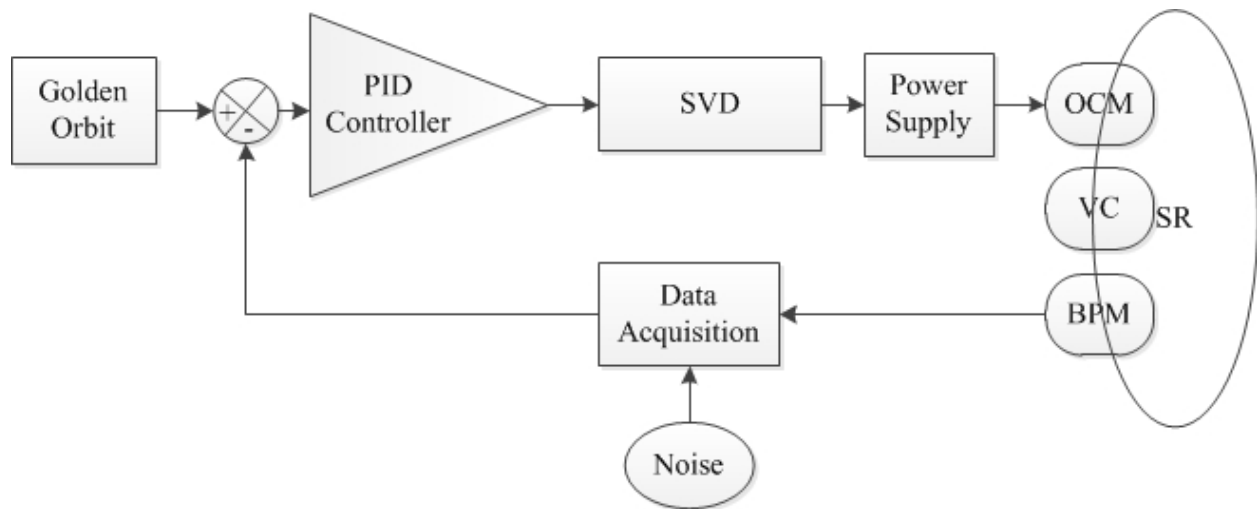 Golden
Orbit
+
-
PID
Controller
SVD
Power
Supply
OCM
VC
SR
BPM
Data
Acquisition
Noise